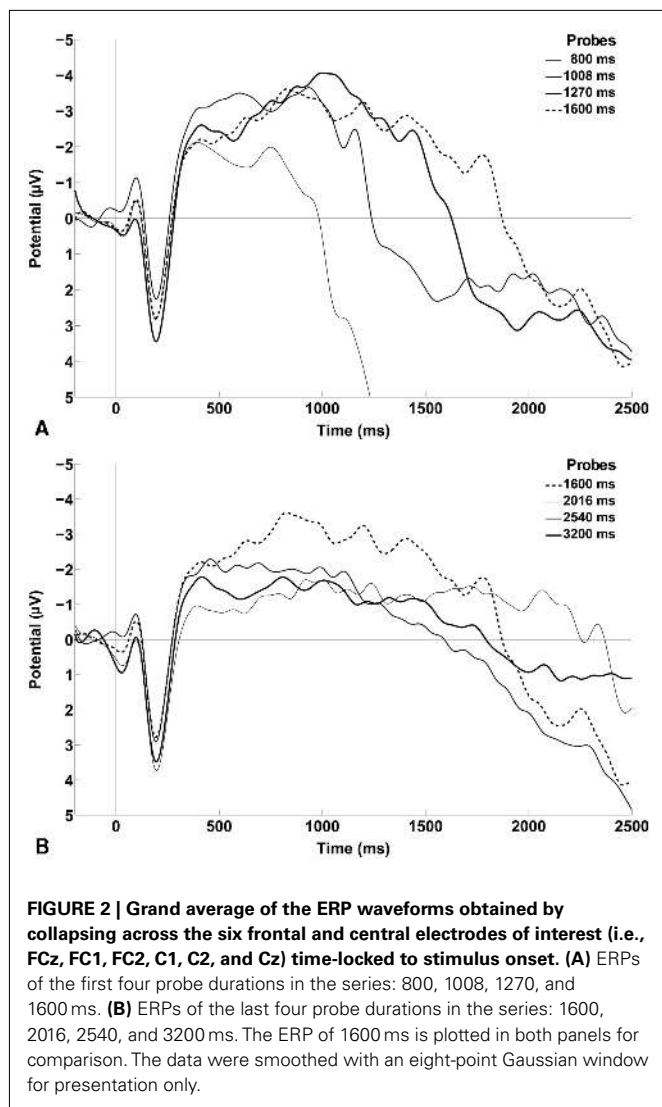 −5
−4
−3
−2
−1
0
1
2
3
4
5
Potential (µV)
Probes
800 ms
1008 ms
1270 ms
1600 ms
0 500 1000 1500 2000 2500
A
Time (ms)
−5
−4
−3
−2
−1
0
1
2
3
4
5
Potential (µV)
Probes
1600 ms
2016 ms
2540 ms
3200 ms
0 500 1000 1500 2000 2500
B
Time (ms)
FIGURE 2 | Grand average of the ERP waveforms obtained by
collapsing across the six frontal and central electrodes of interest (i.e.,
FCz, FC1, FC2, C1, C2, and Cz) time-locked to stimulus onset. (A) ERPs
of the first four probe durations in the series: 800, 1008, 1270, and
1600 ms. (B) ERPs of the last four probe durations in the series: 1600,
2016, 2540, and 3200 ms. The ERP of 1600 ms is plotted in both panels for
comparison. The data were smoothed with an eight-point Gaussian window
for presentation only.